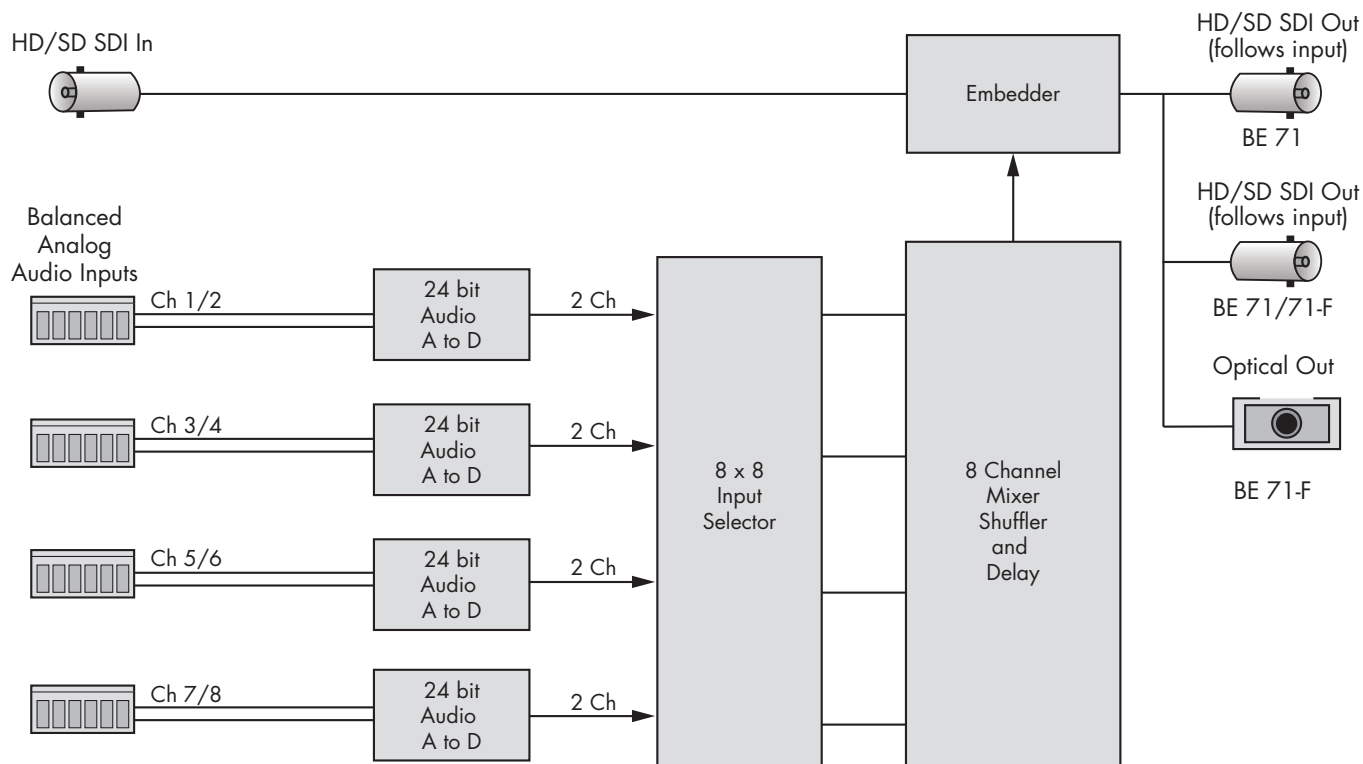 HD/SD SDI In
Embedder
HD/SD SDI Out
(follows input)
BE 71
HD/SD SDI Out
(follows input)
BE 71/71-F
Optical Out
BE 71-F
Balanced
Analog
Audio Inputs
Ch 1/2
24 bit
Audio
A to D
2 Ch
Ch 3/4
24 bit
Audio
A to D
2 Ch
Ch 5/6
24 bit
Audio
A to D
2 Ch
Ch 7/8
24 bit
Audio
A to D
2 Ch
8 x 8
Input
Selector
8 Channel
Mixer
Shuffler
and
Delay